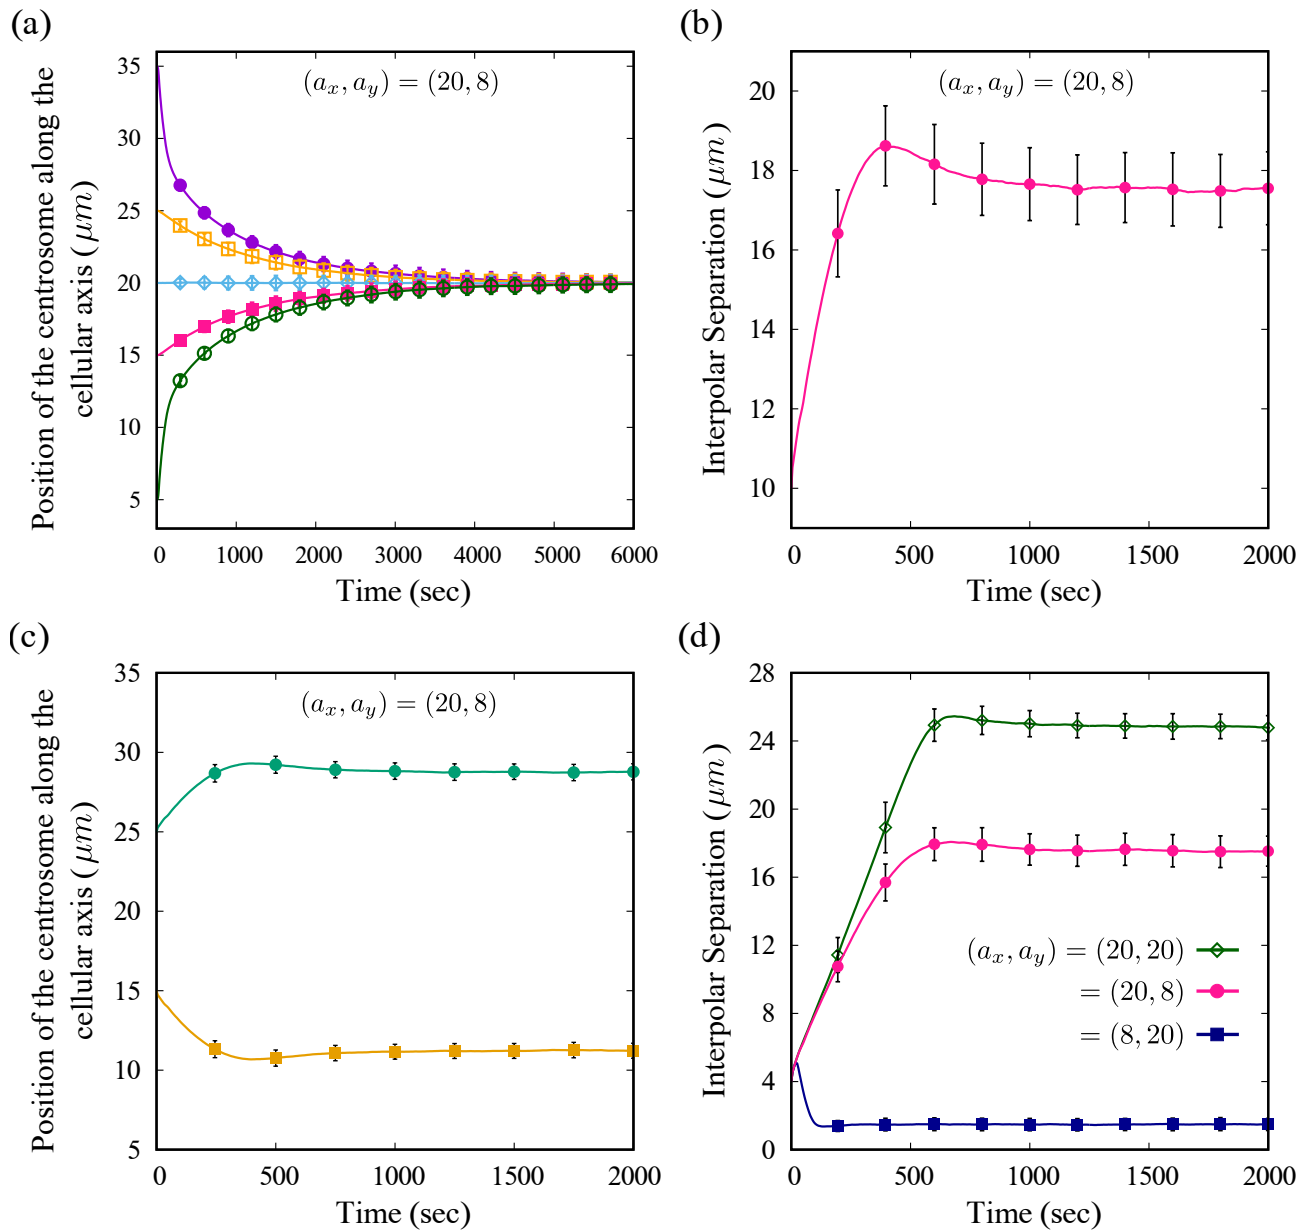 (a)
Position of the centrosome along the
cellular axis ( μm)
(a_x, a_y) = (20, 8)
35
30
25
20
15
10
5
0 1000 2000 3000 4000 5000 6000
Time (sec)
(b)
Interpolar Separation ( μm)
(a_x, a_y) = (20, 8)
20
18
16
14
12
10
0 500 1000 1500 2000
Time (sec)
(c)
Position of the centrosome along the
cellular axis ( μm)
(a_x, a_y) = (20, 8)
35
30
25
20
15
10
5
0 500 1000 1500 2000
Time (sec)
(d)
Interpolar Separation ( μm)
28
24
20
16
12
8
4
0
(a_x, a_y) = (20, 20)
= (20, 8)
= (8, 20)
0 500 1000 1500 2000
Time (sec)